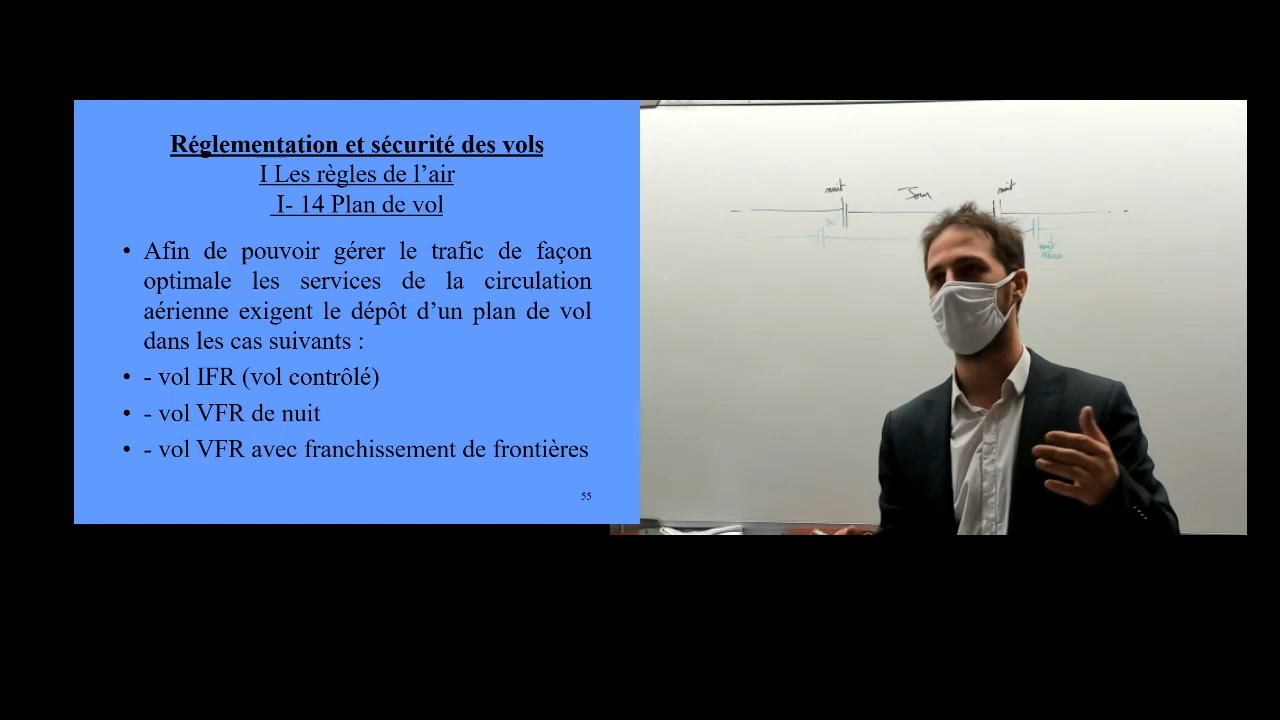 Réglementation et sécurité des vols
I Les règles de l’air
I- 14 Plan de vol
• Afin de pouvoir gérer le trafic de façon
optimale les services de la circulation
aérienne exigent le dépôt d’un plan de vol
dans les cas suivants :
• - vol IFR (vol contrôlé)
• - vol VFR de nuit
• - vol VFR avec franchissement de frontières
55
nuit
Jour
nuit
nuit